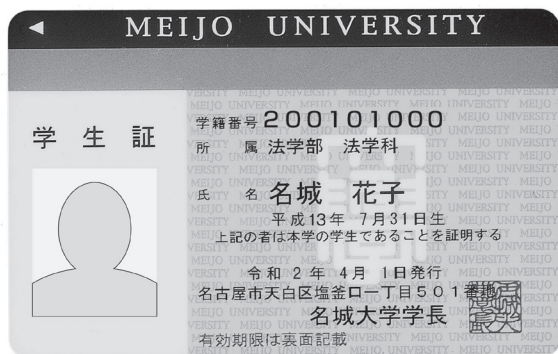 ◀ MEIJO UNIVERSITY
学生証
学籍番号 200101000
所 属 法学部 法学科
氏 名 名城 花子
平成13年 7月31日生
上記の者は本学の学生であることを証明する
令和 2 年 4月 1日発行
名古屋市天白区塩釜口一丁目501番地
名城大学学長
有効期限は裏面記載